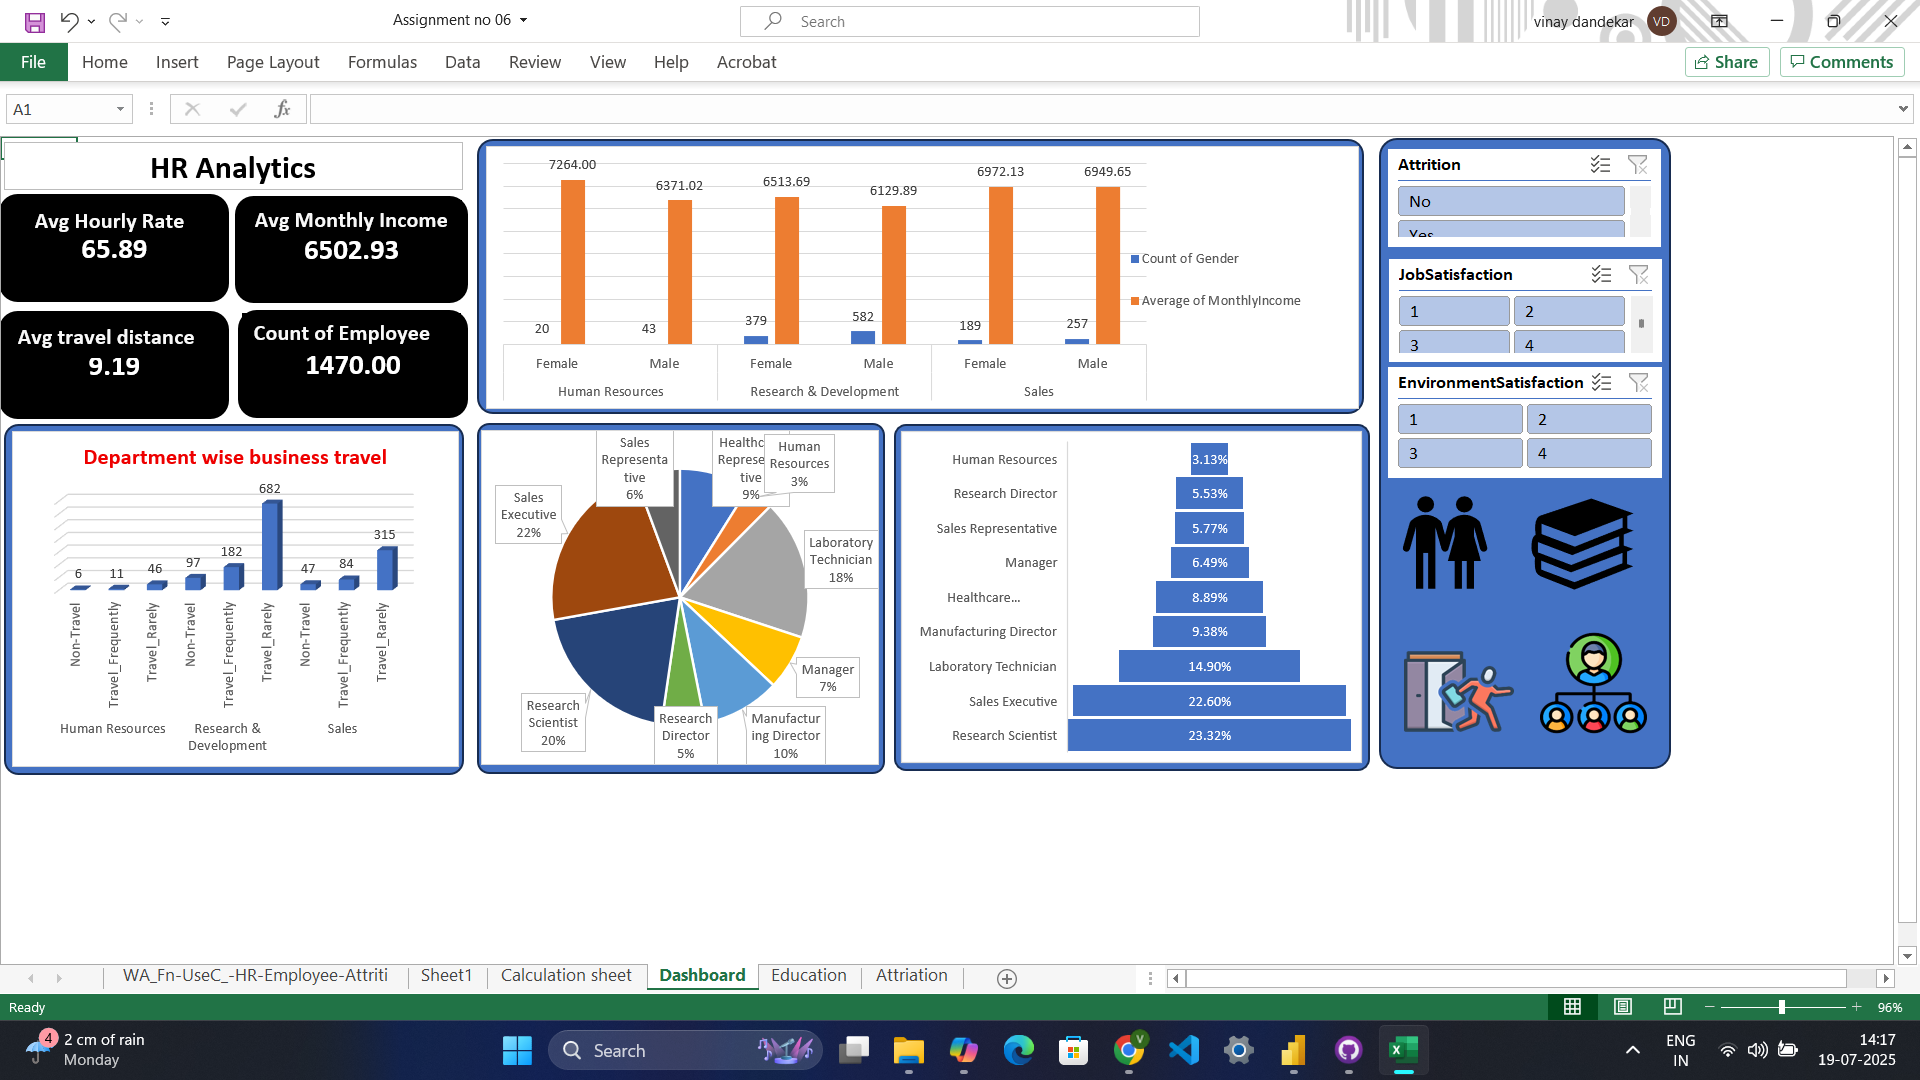 Assignment no 06
Search
vinay dandekar
VD
File
Home
Insert
Page Layout
Formulas
Data
Review
View
Help
Acrobat
Share
Comments
A1
fx
HR Analytics
Avg Hourly Rate
65.89
Avg Monthly Income
6502.93
Avg travel distance
9.19
Count of Employee
1470.00
7264.00
6371.02
6513.69
6129.89
6972.13
6949.65
20
43
379
582
189
257
Female
Male
Female
Male
Female
Male
Human Resources
Research & Development
Sales
Count of Gender
Average of MonthlyIncome
Attrition
No
Yes
JobSatisfaction
1
2
3
4
EnvironmentSatisfaction
1
2
3
4
Department wise business travel
6
11
46
97
182
682
47
84
315
Non-Travel
Travel_Frequently
Travel_Rarely
Non-Travel
Travel_Frequently
Travel_Rarely
Non-Travel
Travel_Frequently
Travel_Rarely
Human Resources
Research &
Development
Sales
Sales
Representa
tive
6%
Healthc
Represe
tive
9%
Human
Resources
3%
Sales
Executive
22%
Laboratory
Technician
18%
Manager
7%
Research
Scientist
20%
Research
Director
5%
Manufactur
ing Director
10%
Human Resources
3.13%
Research Director
5.53%
Sales Representative
5.77%
Manager
6.49%
Healthcare...
8.89%
Manufacturing Director
9.38%
Laboratory Technician
14.90%
Sales Executive
22.60%
Research Scientist
23.32%
WA_Fn-UseC_-HR-Employee-Attriti
Sheet1
Calculation sheet
Dashboard
Education
Attriation
Ready
96%
4
2 cm of rain
Monday
Search
V
ENG
IN
14:17
19-07-2025